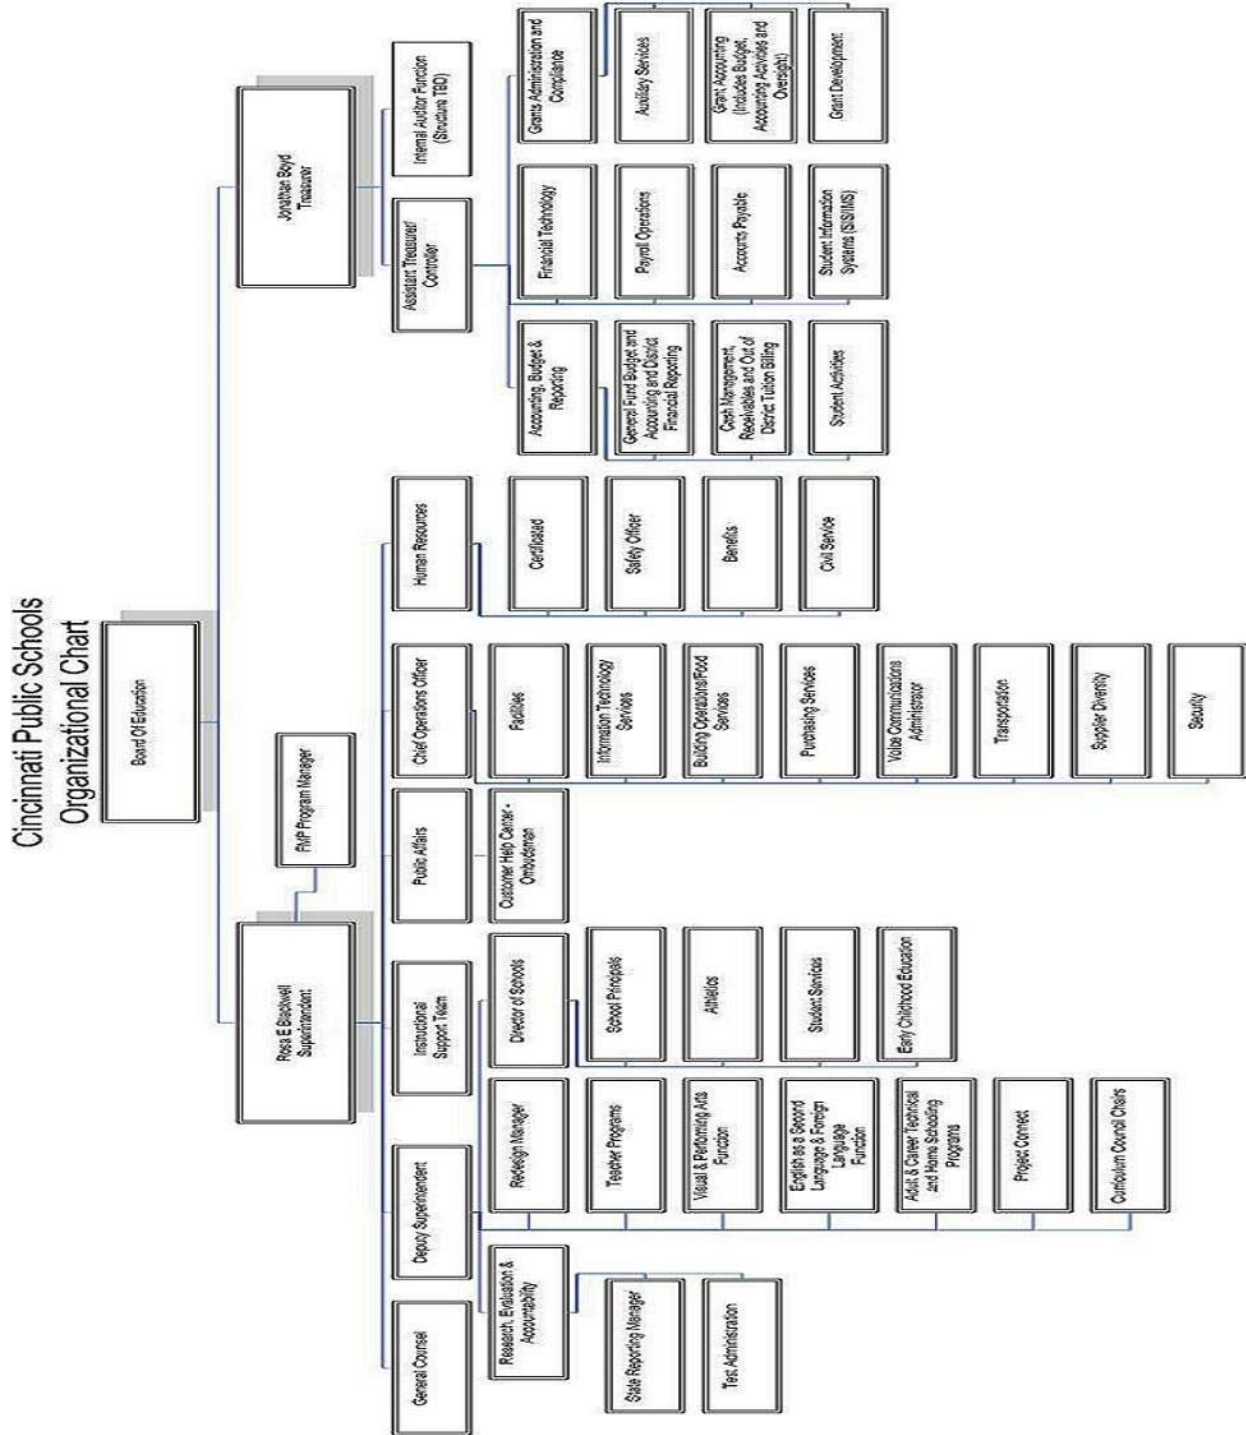 Cincinnati Public Schools
Organizational Chart
Board Of Education
Rosa E Blackwell
Superintendent
FMP Program Manager
Jonathan Boyd
Treasurer
General Counsel
Deputy Superintendent
Instructional
Support Team
Public Affairs
Chief Operations Officer
Human Resources
Assistant Treasurer/
Controller
Internal Auditor Function
(Structure TBD)
Research, Evaluation &
Accountability
State Reporting Manager
Test Administration
Redesign Manager
Teacher Programs
Visual & Performing Arts
Function
English as a Second
Language & Foreign
Language
Function
Adult & Career Technical
and Home Schooling
Programs
Project Connect
Curriculum Council Chairs
Director of Schools
School Principals
Athletics
Student Services
Early Childhood Education
Customer Help Center -
Ombudsman
Facilities
Information Technology
Services
Building Operations/Food
Services
Purchasing Services
Voice Communications
Administrator
Transportation
Supplier Diversity
Security
Certificated
Safety Officer
Benefits
Civil Service
Accounting, Budget &
Reporting
General Fund Budget and
Accounting and District
Financial Reporting
Cash Management,
Receivables and Out of
District Tuition Billing
Student Activities
Financial Technology
Payroll Operations
Accounts Payable
Student Information
Systems (SIS/IMS)
Grants Administration and
Compliance
Auxiliary Services
Grant Accounting
(Includes Budget,
Accounting Activities and
Oversight)
Grant Development